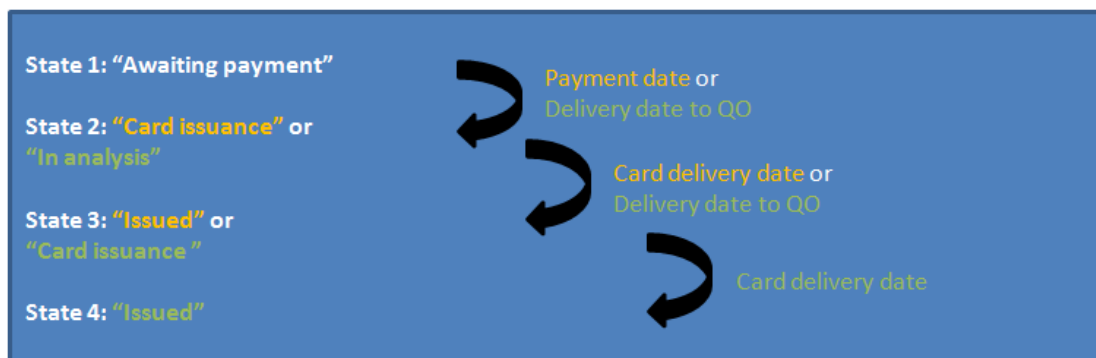 State 1: “Awaiting payment”
Payment date or
Delivery date to QO
State 2: “Card issuance” or
“In analysis”
Card delivery date or
Delivery date to QO
State 3: “Issued” or
“Card issuance ”
Card delivery date
State 4: “Issued”